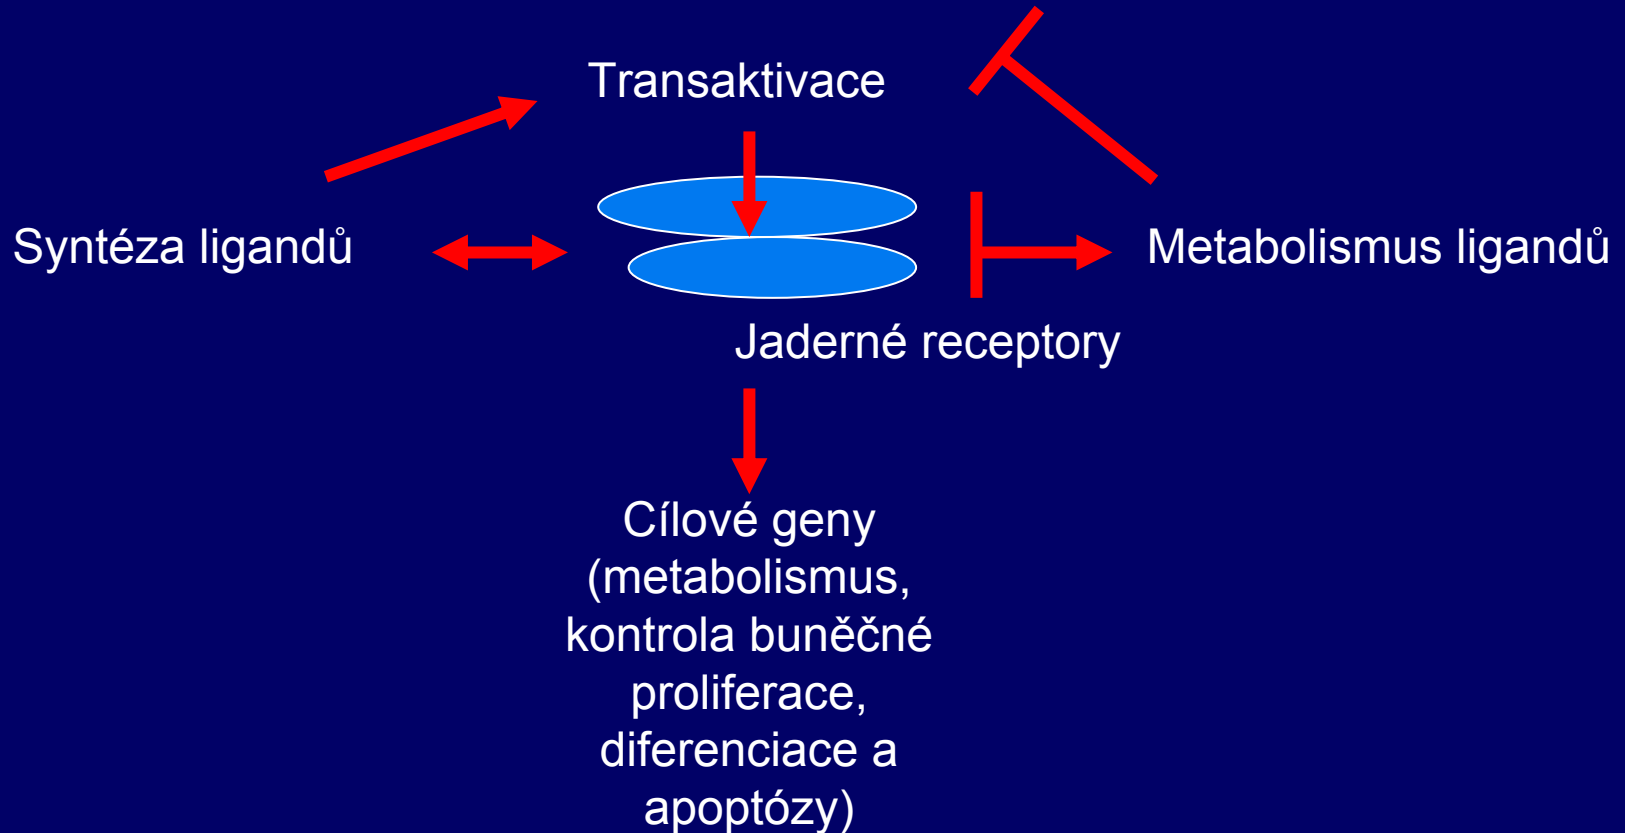 Transaktivace
Syntéza ligandů
Metabolismus ligandů
Jaderné receptory
Cílové geny
(metabolismus,
kontrola buněčné
proliferace,
diferenciace a
apoptózy)